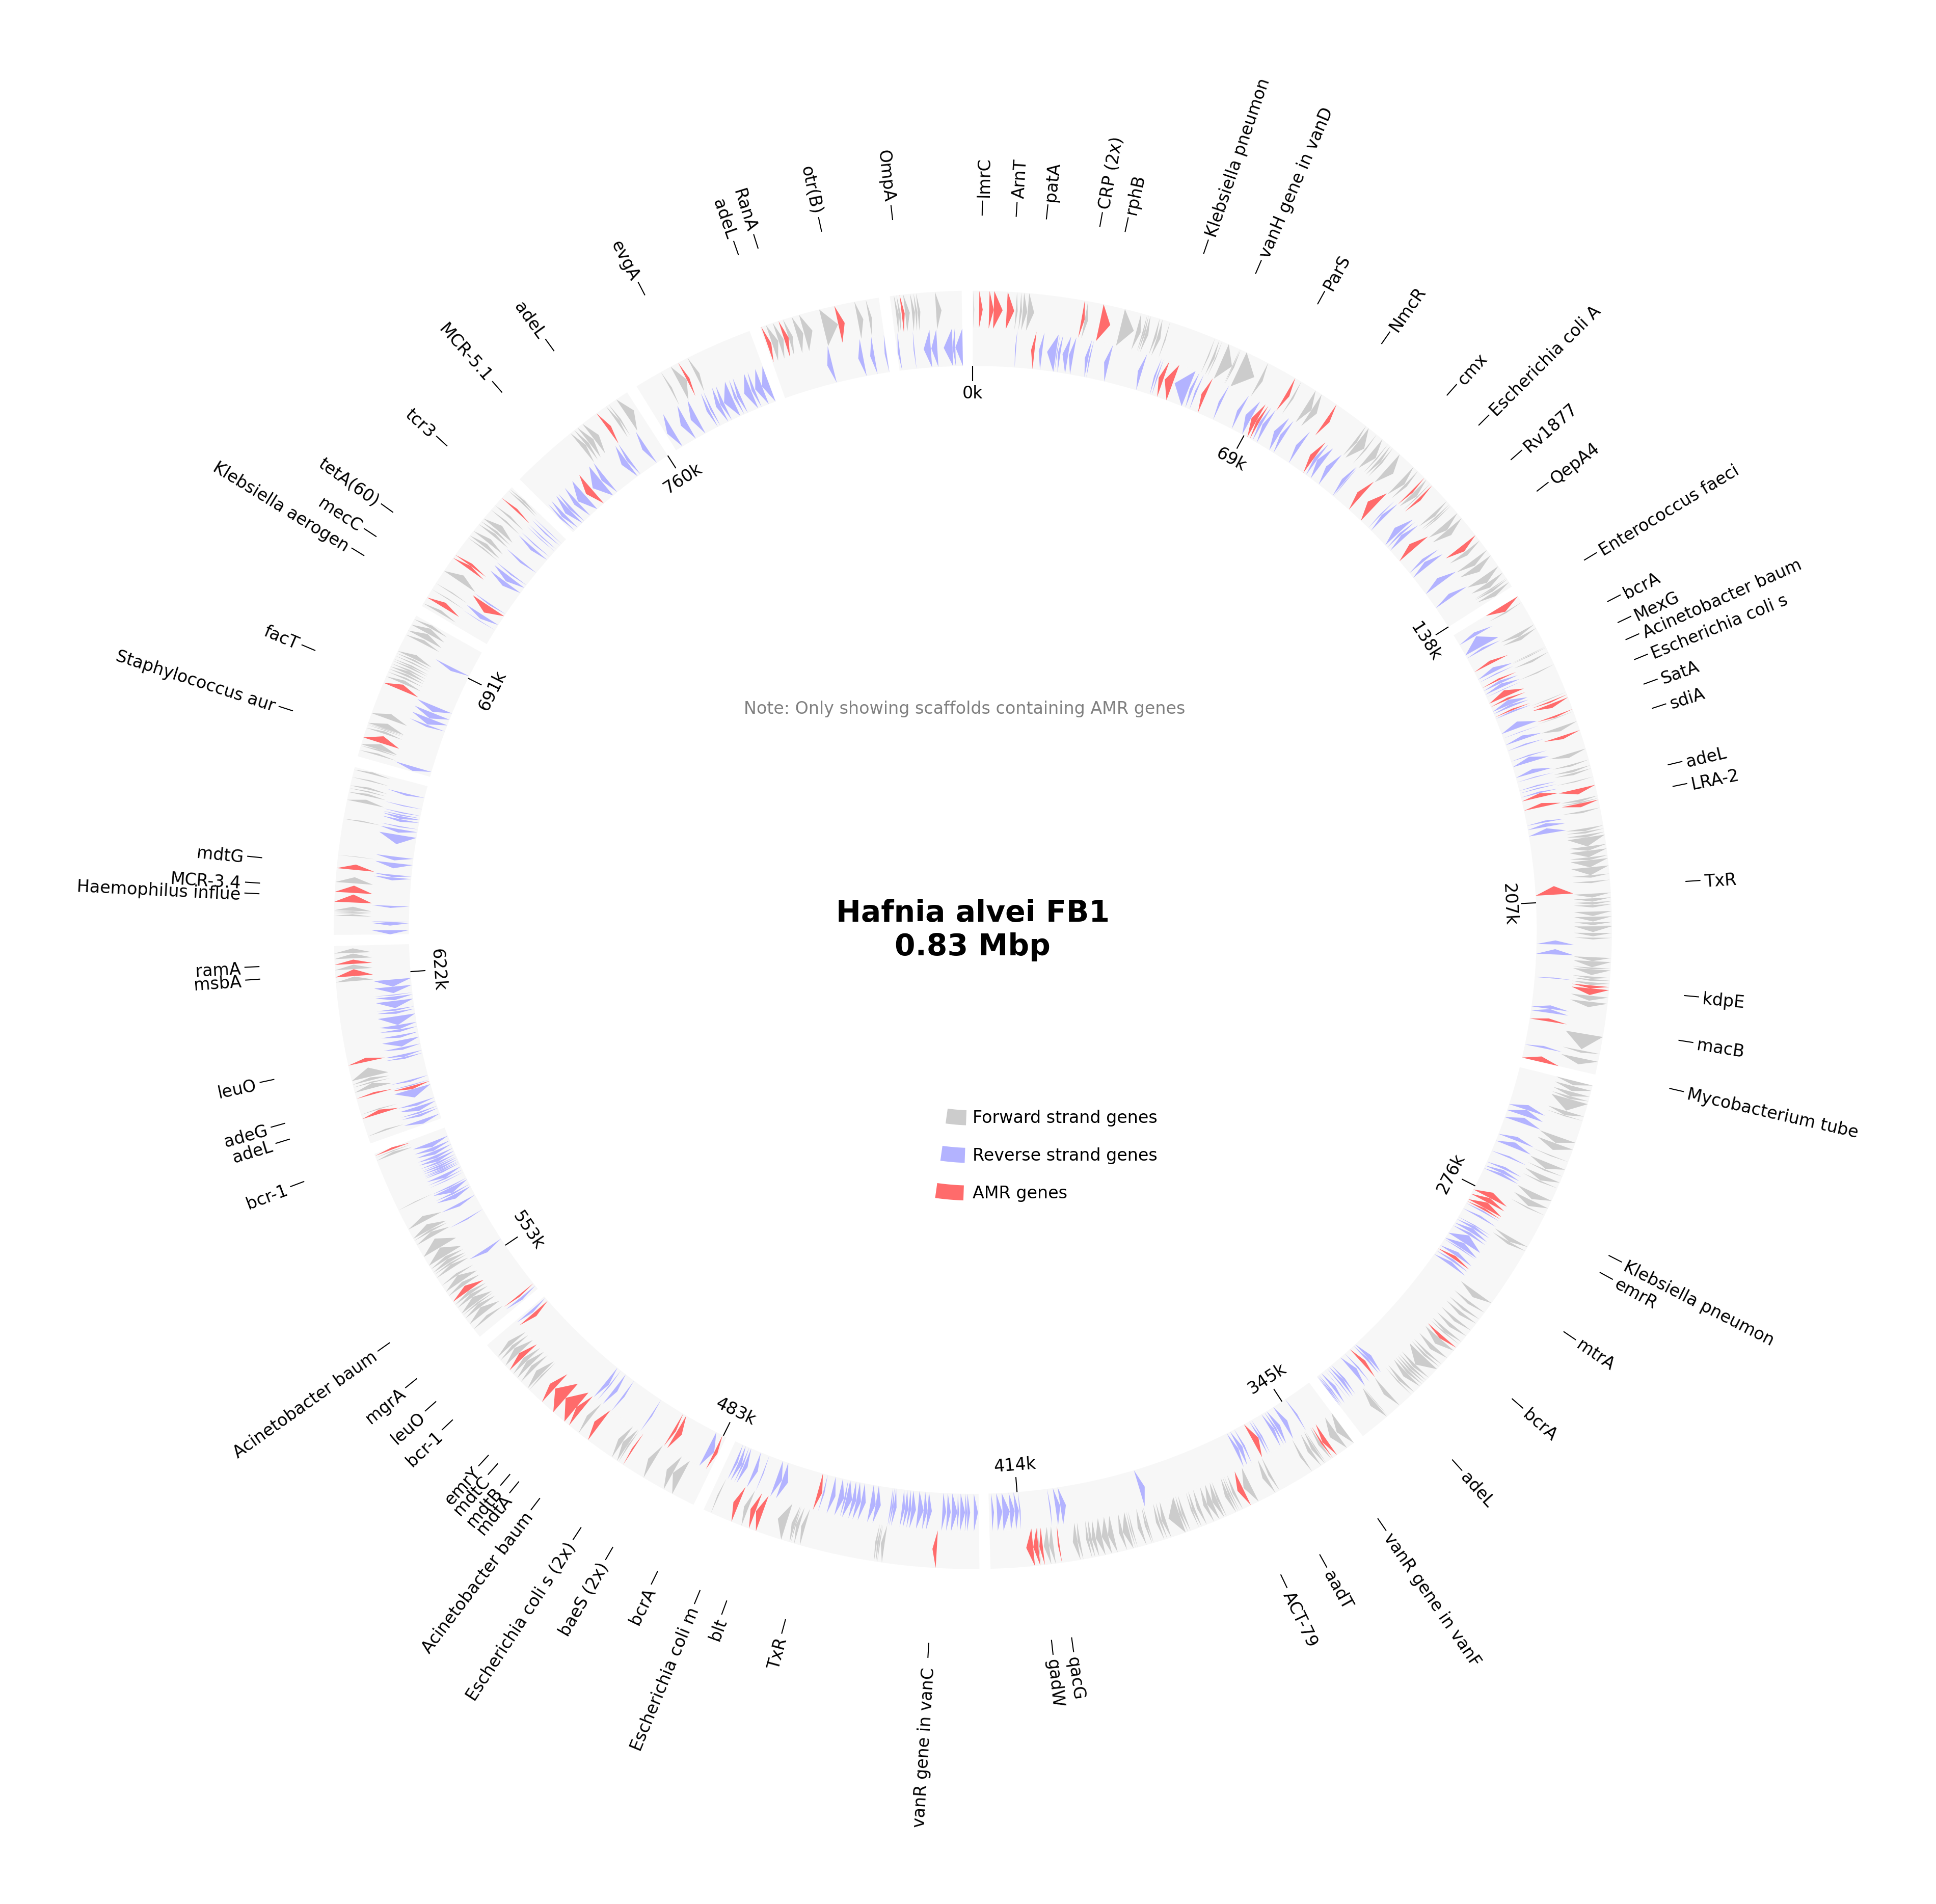 lmrC
ArnT
patA
CRP (2x)
rphB
Klebsiella pneumon
vanH gene in vanD
ParS
NmcR
cmx
Escherichia coli A
Rv1877
QepA4
Enterococcus faeci
bcrA
MexG
Acinetobacter baum
Escherichia coli s
SatA
sdiA
adeL
LRA-2
TxR
kdpE
macB
Mycobacterium tube
Klebsiella pneumon
emrR
mtrA
bcrA
adeL
vanR gene in vanF
aadT
ACT-79
qacG
gadW
vanR gene in vanC
TxR
blt
Escherichia coli m
bcrA
baeS (2x)
Escherichia coli s (2x)
Acinetobacter baum
mdtA
mdtB
mdtC
emrY
bcr-1
leuO
mgrA
Acinetobacter baum
bcr-1
adeL
adeG
leuO
msbA
ramA
Haemophilus influe
MCR-3.4
mdtG
Staphylococcus aur
facT
Klebsiella aerogen
mecC
tetA(60)
tcr3
MCR-5.1
adeL
evgA
adeL
RanA
otr(B)
OmpA
0k
69k
138k
207k
276k
345k
414k
483k
553k
622k
691k
760k
Note: Only showing scaffolds containing AMR genes
Hafnia alvei FB1
0.83 Mbp
Forward strand genes
Reverse strand genes
AMR genes